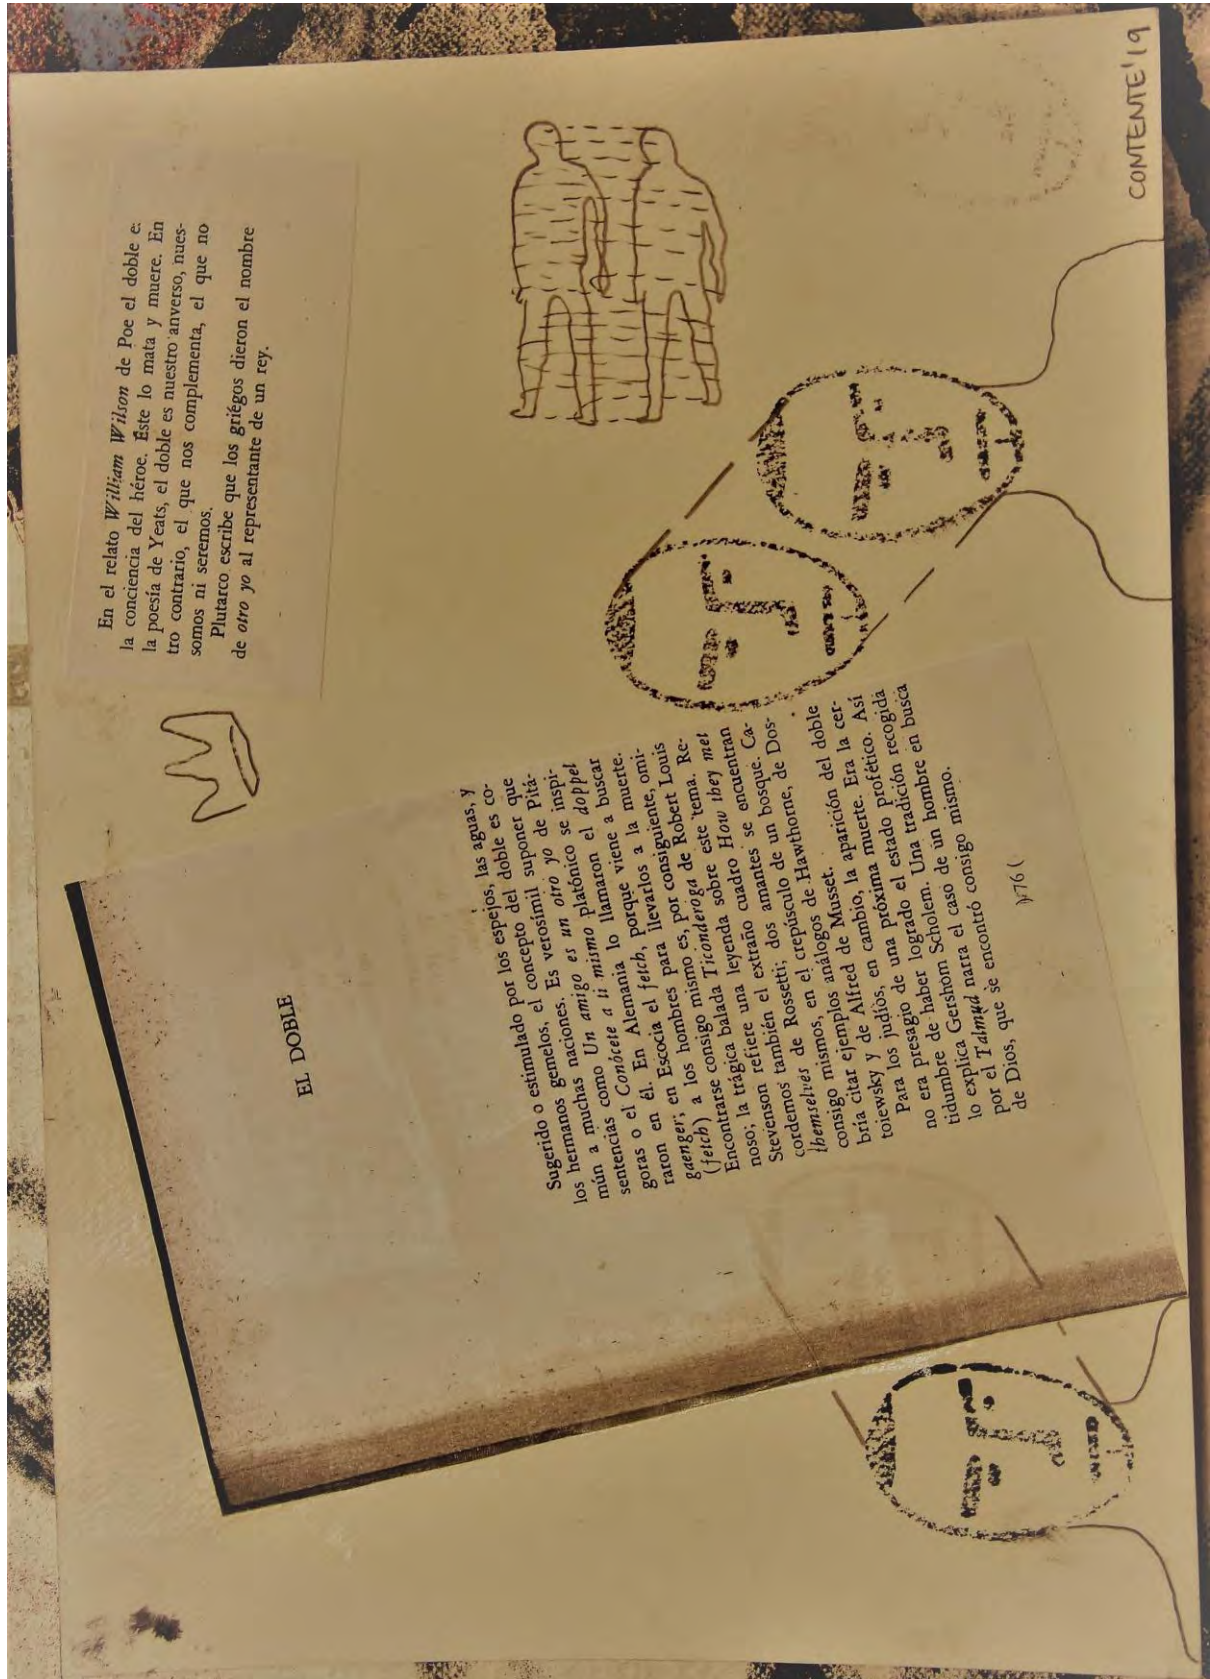 EL DOBLE
Sugerido o estimulado por los espejos, las aguas, y
los hermanos gemelos, el concepto del doble es co-
mún a muchas naciones. Es verosímil suponer que
sentencias como Un amigo es un otro yo de Pitá-
goras o el Conócete a ti mismo platónico se inspi-
raron en él. En Alemania lo llamaron el doppel
gaenger; en Escocia el fetch, porque viene a buscar
(fetch) a los hombres para llevarlos a la muerte.
Encontrarse consigo mismo es, por consiguiente, omi-
noso; la trágica balada Ticonderoga de Robert Louis
Stevenson refiere una leyenda sobre este tema. Re-
cordemos también el extraño cuadro How they met
themselves de Rossetti; dos amantes se encuentran
consigo mismos, en el crepúsculo de un bosque. Ca-
bría citar ejemplos análogos de Hawthorne, de Dos-
toiewsky y de Alfred de Musset.
Para los judíos, en cambio, la aparición del doble
no era presagio de una próxima muerte. Era la cer-
tidumbre de haber logrado el estado profético. Así
lo explica Gershom Scholem. Una tradición recogida
por el Talmud narra el caso de un hombre en busca
de Dios, que se encontró consigo mismo.
)(76(
En el relato William Wilson de Poe el doble e
la conciencia del héroe. Éste lo mata y muere. En
la poesía de Yeats, el doble es nuestro anverso, nues-
tro contrario, el que nos complementa, el que no
somos ni seremos.
Plutarco escribe que los griégos dieron el nombre
de otro yo al representante de un rey.
CONTENTE'19